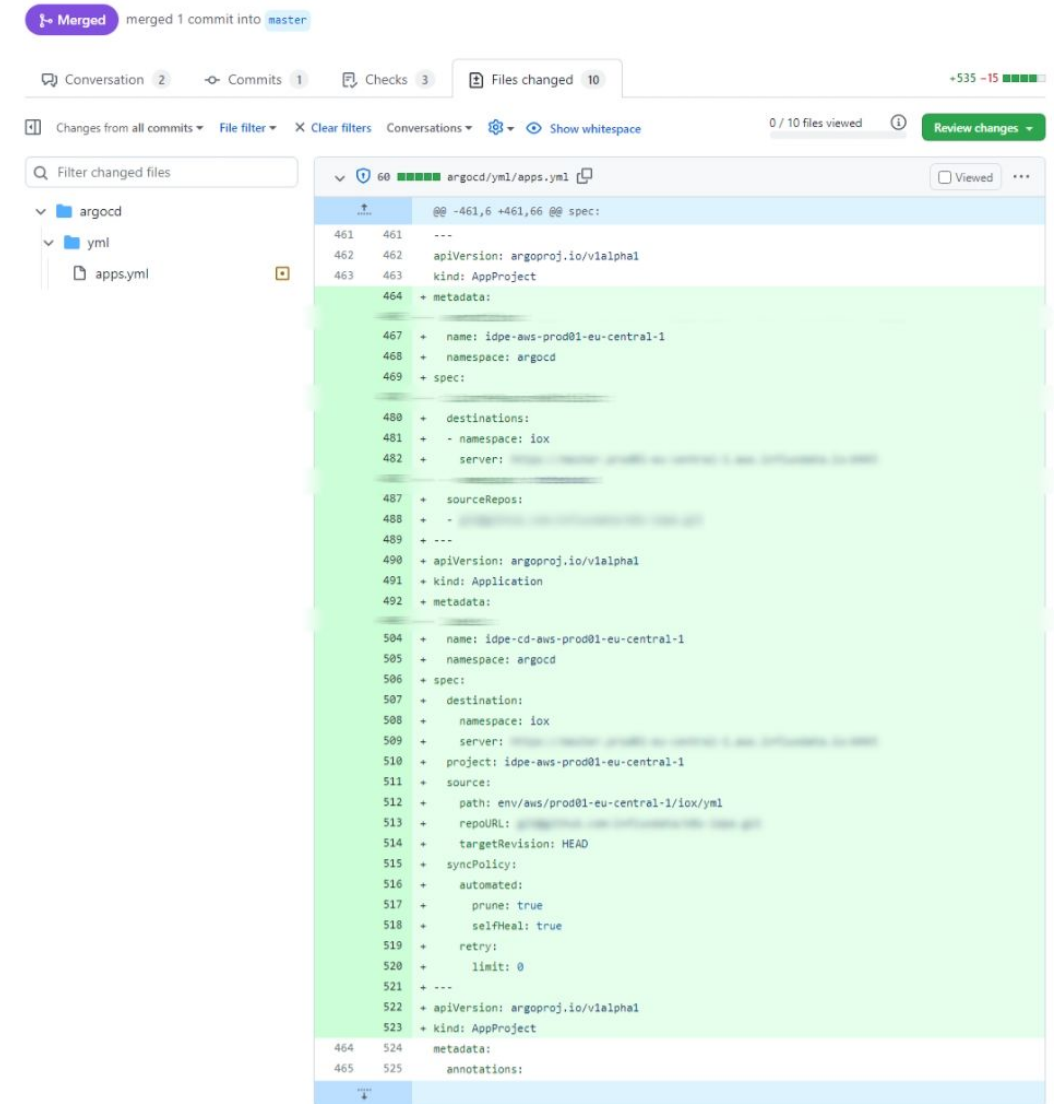 Merged merged 1 commit into master
Conversation 2 Commits 1 Checks 3 Files changed 10 +535 −15
Changes from all commits File filter Clear filters Conversations Show whitespace 0 / 10 files viewed Review changes
Filter changed files
argocd
yml
apps.yml
60 argocd/yml/apps.yml Viewed
@@ -461,6 +461,66 @@ spec:
461 461 ---
462 462 apiVersion: argoproj.io/v1alpha1
463 463 kind: AppProject
464 + metadata:
467 + name: idpe-aws-prod01-eu-central-1
468 + namespace: argocd
469 + spec:
480 + destinations:
481 + - namespace: iox
482 + server:
487 + sourceRepos:
488 + -
489 + ---
490 + apiVersion: argoproj.io/v1alpha1
491 + kind: Application
492 + metadata:
504 + name: idpe-cd-aws-prod01-eu-central-1
505 + namespace: argocd
506 + spec:
507 + destination:
508 + namespace: iox
509 + server:
510 + project: idpe-aws-prod01-eu-central-1
511 + source:
512 + path: env/aws/prod01-eu-central-1/iox/yml
513 + repoURL:
514 + targetRevision: HEAD
515 + syncPolicy:
516 + automated:
517 + prune: true
518 + selfHeal: true
519 + retry:
520 + limit: 0
521 + ---
522 + apiVersion: argoproj.io/v1alpha1
523 + kind: AppProject
464 524 metadata:
465 525 annotations: